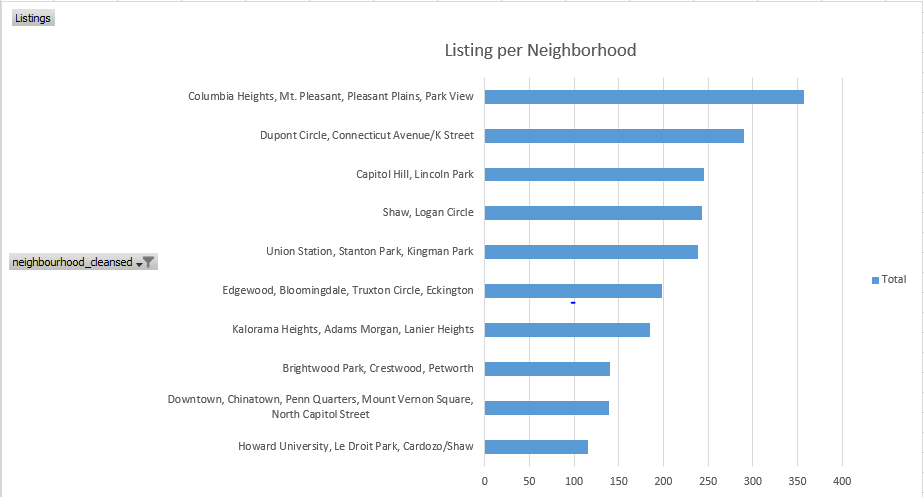 Listings
Listing per Neighborhood
Columbia Heights, Mt. Pleasant, Pleasant Plains, Park View
Dupont Circle, Connecticut Avenue/K Street
Capitol Hill, Lincoln Park
Shaw, Logan Circle
Union Station, Stanton Park, Kingman Park
neighbourhood_cleansed
Edgewood, Bloomingdale, Truxton Circle, Eckington
Total
Kalorama Heights, Adams Morgan, Lanier Heights
Brightwood Park, Crestwood, Petworth
Downtown, Chinatown, Penn Quarters, Mount Vernon Square,
North Capitol Street
Howard University, Le Droit Park, Cardozo/Shaw
0 50 100 150 200 250 300 350 400